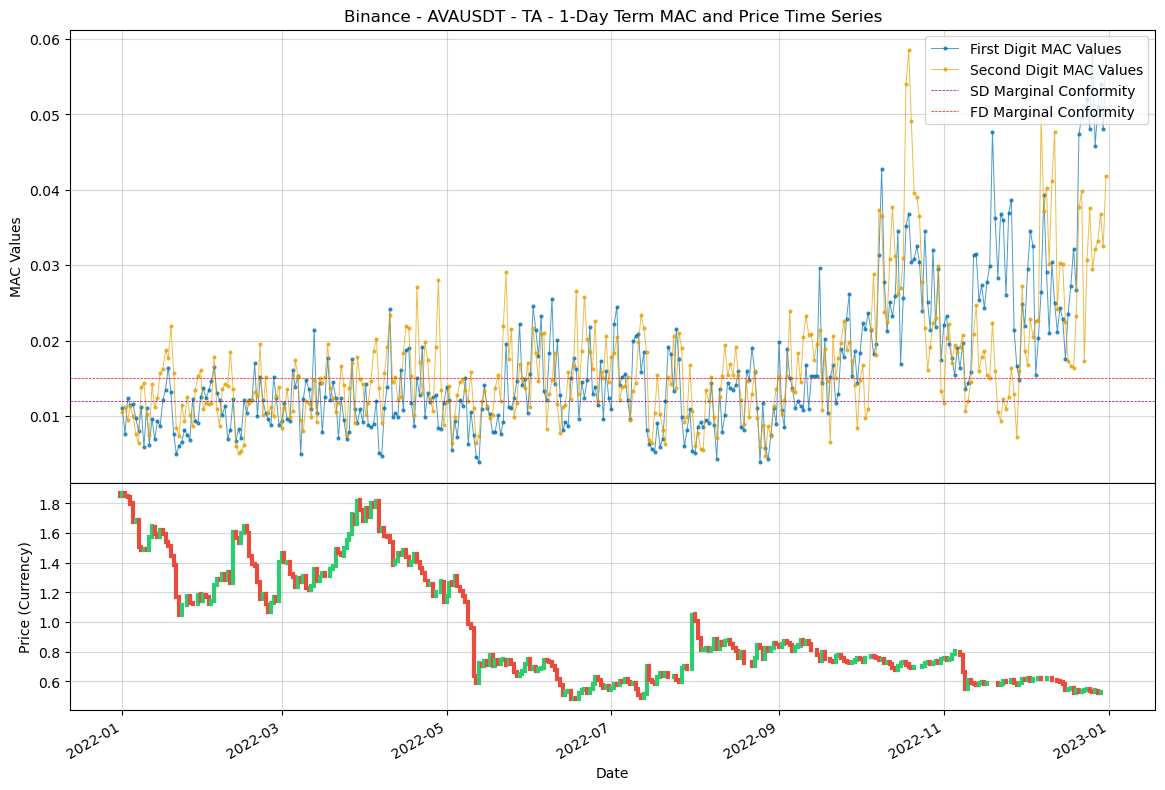 Binance - AVAUSDT - TA - 1-Day Term MAC and Price Time Series
First Digit MAC Values
Second Digit MAC Values
SD Marginal Conformity
FD Marginal Conformity
MAC Values
0.06
0.05
0.04
0.03
0.02
0.01
Price (Currency)
1.8
1.6
1.4
1.2
1.0
0.8
0.6
2022-01
2022-03
2022-05
2022-07
2022-09
2022-11
2023-01
Date